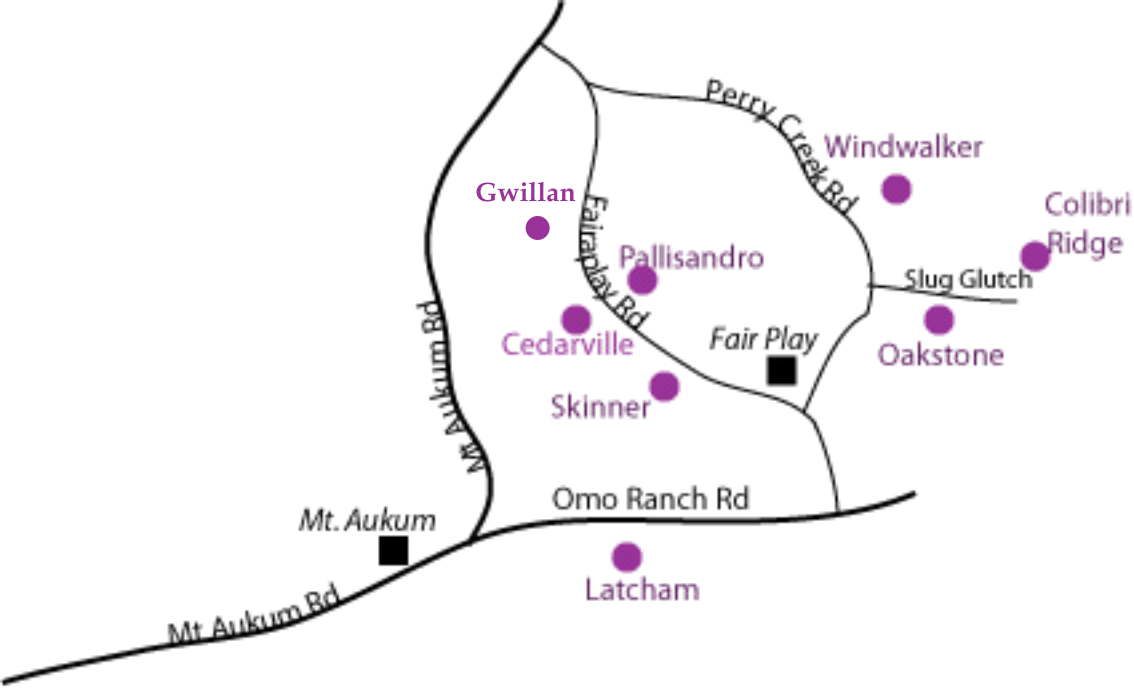 Perry Creek Rd
Windwalker
Gwillan
Colibri
Ridge
Fairaplay Rd
Pallisandro
Slug Glutch
Mt Aukum Rd
Cedarville
Fair Play
Oakstone
Skinner
Omo Ranch Rd
Mt. Aukum
Latcham
Mt Aukum Rd